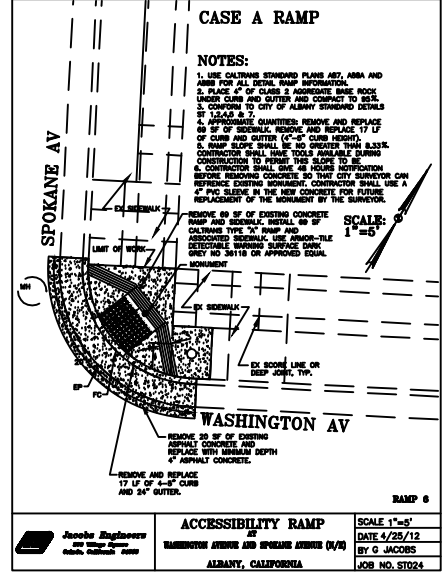 CASE A RAMP
NOTES:
1. USE CALTRANS STANDARD PLANS A87, A88A AND
A88B FOR ALL DETAIL RAMP INFORMATION.
2. PLACE 4" OF CLASS 2 AGGREGATE BASE ROCK
UNDER CURB AND GUTTER AND COMPACT TO 95%.
3. CONFORM TO CITY OF ALBANY STANDARD DETAILS
ST 1,2,4,5 & 7.
4. APPROXIMATE QUANTITIES: REMOVE AND REPLACE
69 SF OF SIDEWALK. REMOVE AND REPLACE 17 LF
OF CURB AND GUTTER (4"-6" CURB HEIGHT).
5. RAMP SLOPE SHALL BE NO GREATER THAN 8.33%.
CONTRACTOR SHALL HAVE TOOLS AVAILABLE DURING
CONSTRUCTION TO PERMIT THIS SLOPE TO BE
6. CONTRACTOR SHALL GIVE 48 HOURS NOTIFICATION
BEFORE REMOVING CONCRETE SO THAT CITY SURVEYOR CAN
REFRENCE EXISTING MONUMENT. CONTRACTOR SHALL USE A
4" PVC SLEEVE IN THE NEW CONCRETE FOR FUTURE
REPLACEMENT OF THE MONUMENT BY THE SURVEYOR.
SPOKANE AV
EX SIDEWALK
REMOVE 69 SF OF EXISTING CONCRETE
RAMP AND SIDEWALK. INSTALL 69 SF
CALTRANS TYPE "A" RAMP AND
ASSOCIATED SIDEWALK. USE ARMOR-TILE
DETECTABLE WARNING SURFACE DARK
GREY NO 36118 OR APPROVED EQUAL
SCALE:
1"=5'
LIMIT OF WORK
MONUMENT
MH
EX SIDEWALK
EX SCORE LINE OR
DEEP JOINT, TYP.
EP
FC
WASHINGTON AV
REMOVE 20 SF OF EXISTING
ASPHALT CONCRETE AND
REPLACE WITH MINIMUM DEPTH
4" ASPHALT CONCRETE.
REMOVE AND REPLACE
17 LF OF 4-6" CURB
AND 24" GUTTER.
RAMP 6
Jacobs Engineers
ACCESSIBILITY RAMP
AT
WASHINGTON AVENUE AND SPOKANE AVENUE (N/E)
ALBANY, CALIFORNIA
SCALE 1"=5'
DATE 4/25/12
BY G JACOBS
JOB NO. ST024